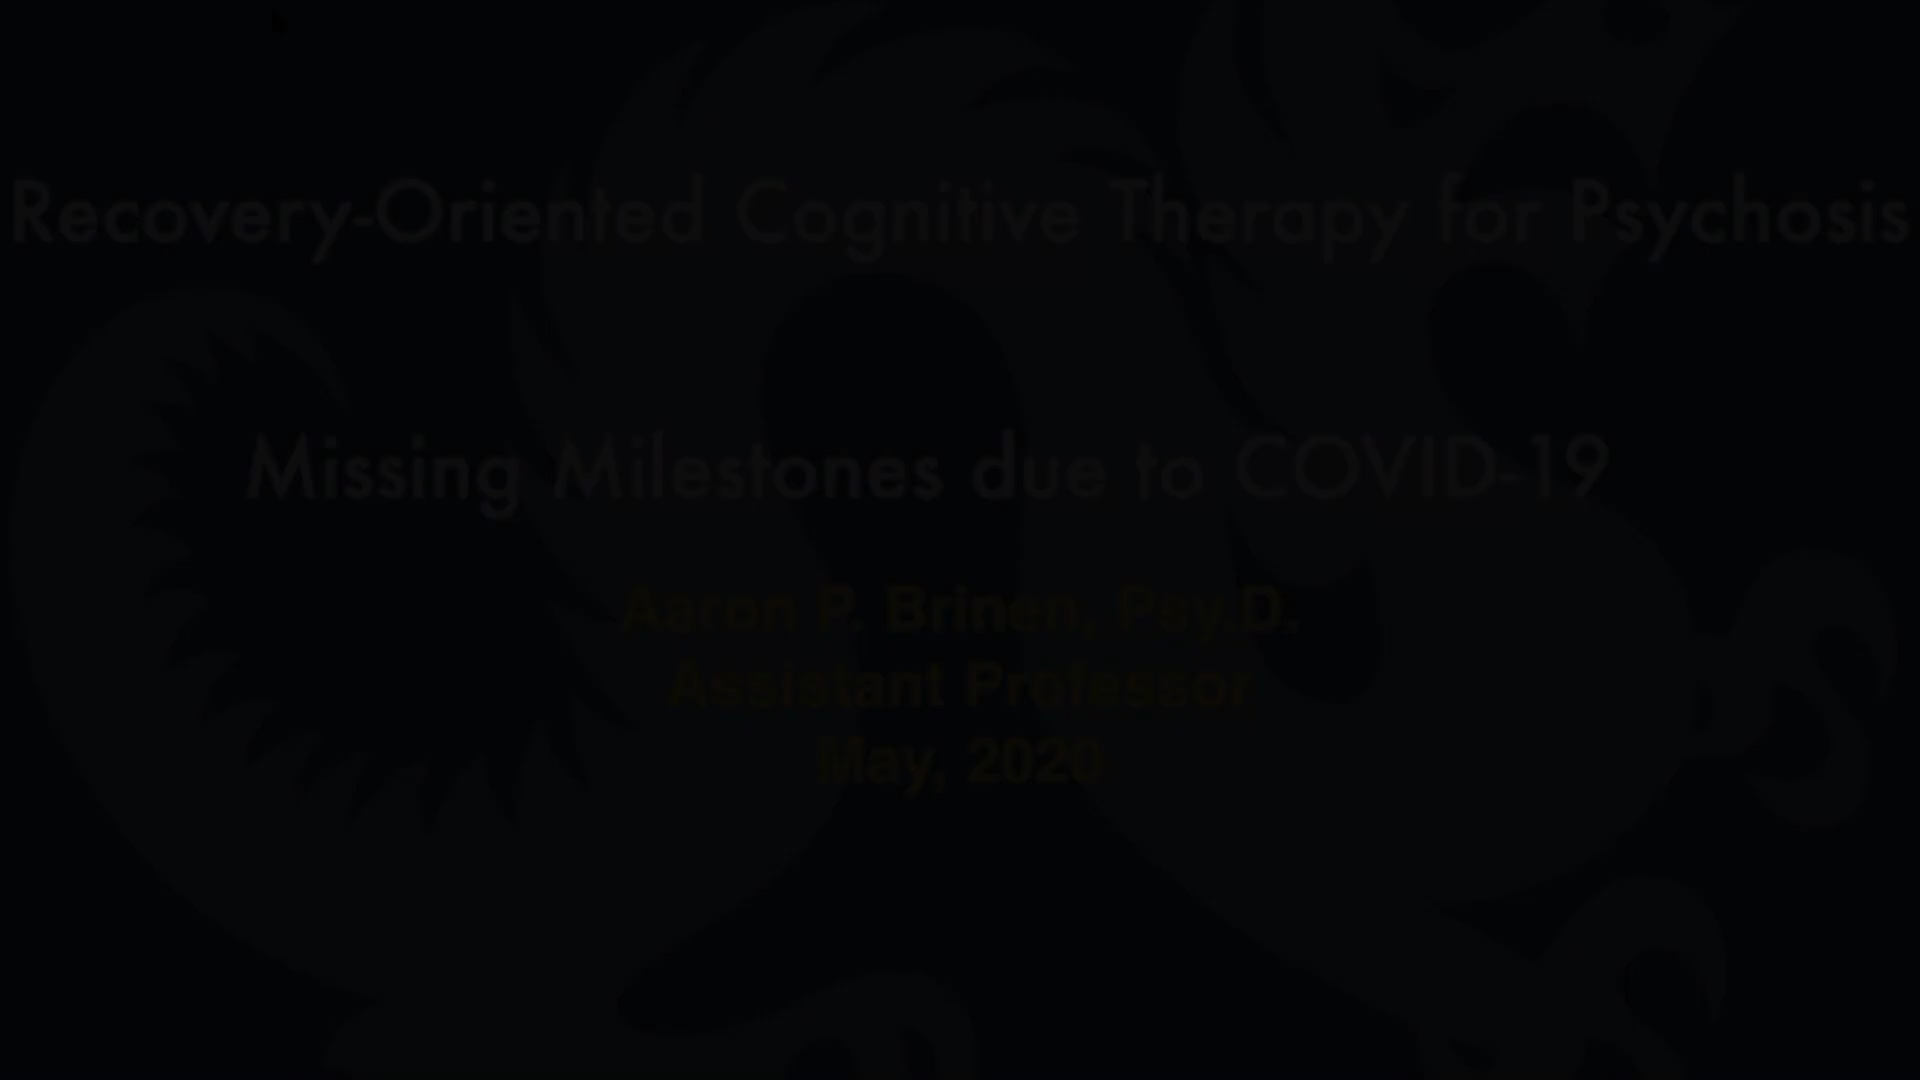 Recovery-Oriented Cognitive Therapy for Psychosis
Missing Milestones due to COVID-19
Aaron P. Brinen, Psy.D.
Assistant Professor
May, 2020